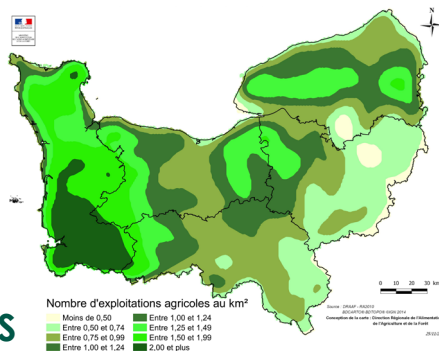 N
0 10 20 30 km
Nombre d'exploitations agricoles au km²
Moins de 0,50
Entre 0,50 et 0,74
Entre 0,75 et 0,99
Entre 1,00 et 1,24
Entre 1,00 et 1,24
Entre 1,25 et 1,49
Entre 1,50 et 1,99
2,00 et plus
Conception de la carte : Direction Régionale de l'Alimentation
de l'Agriculture et de la Forêt
S